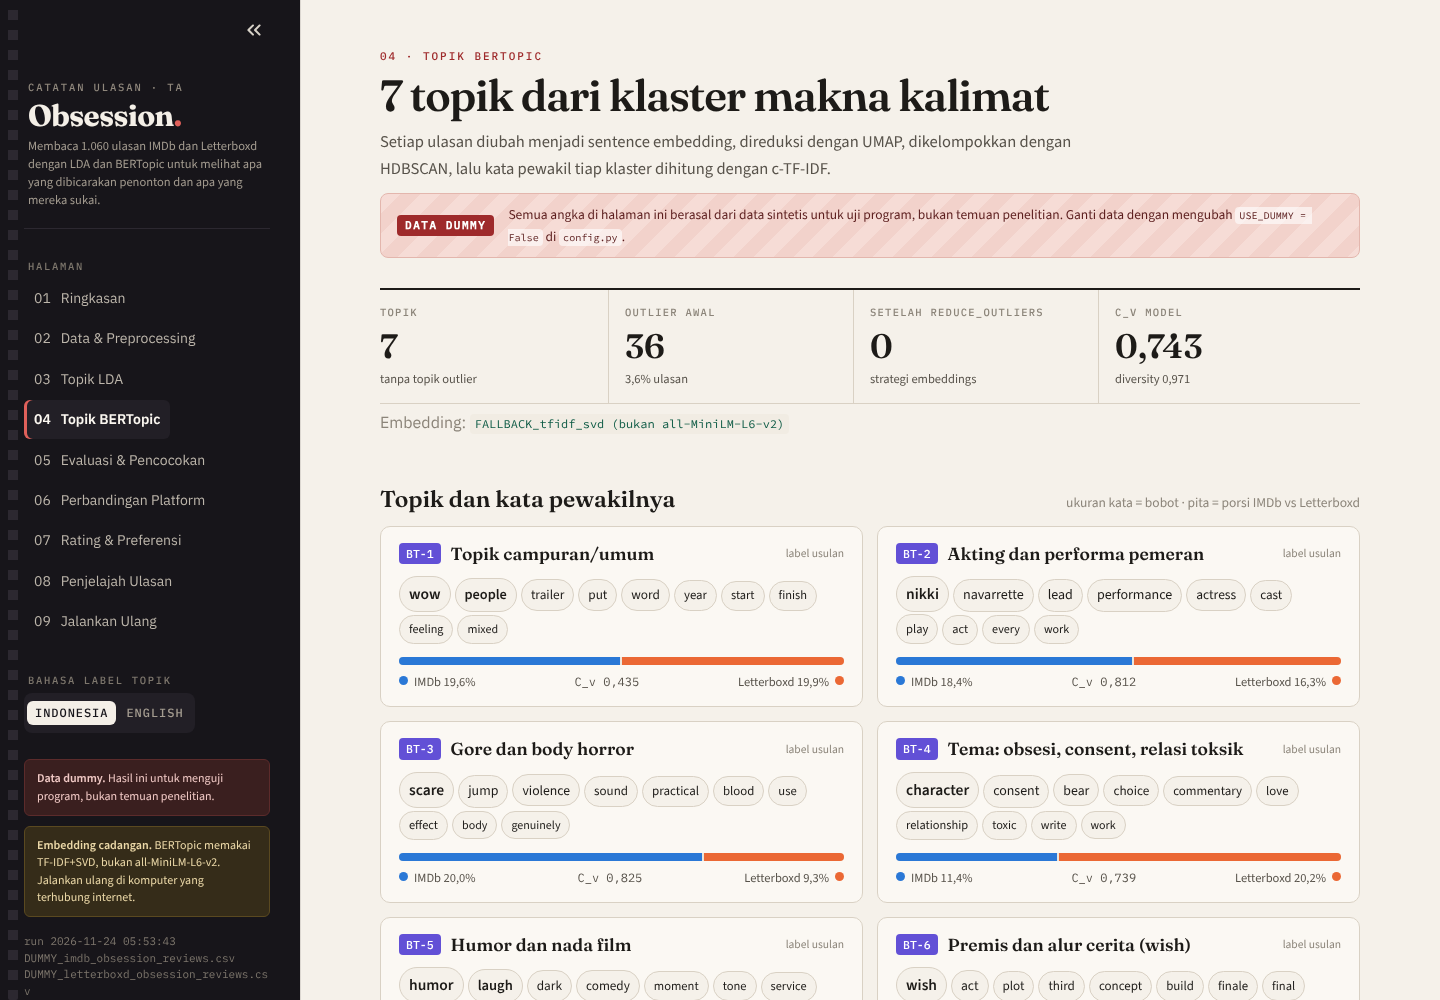 CATATAN ULASAN · TA
Obsession.
Membaca 1.060 ulasan IMDb dan Letterboxd
dengan LDA dan BERTopic untuk melihat apa
yang dibicarakan penonton dan apa yang
mereka sukai.
HALAMAN
01 Ringkasan
02 Data & Preprocessing
03 Topik LDA
04 Topik BERTopic
05 Evaluasi & Pencocokan
06 Perbandingan Platform
07 Rating & Preferensi
08 Penjelajah Ulasan
09 Jalankan Ulang
BAHASA LABEL TOPIK
INDONESIA ENGLISH
Data dummy. Hasil ini untuk menguji
program, bukan temuan penelitian.
Embedding cadangan. BERTopic memakai
TF-IDF+SVD, bukan all-MiniLM-L6-v2.
Jalankan ulang di komputer yang
terhubung internet.
run 2026-11-24 05:53:43
DUMMY_imdb_obsession_reviews.csv
DUMMY_letterboxd_obsession_reviews.cs
v
04 · TOPIK BERTOPIC
7 topik dari klaster makna kalimat
Setiap ulasan diubah menjadi sentence embedding, direduksi dengan UMAP, dikelompokkan dengan
HDBSCAN, lalu kata pewakil tiap klaster dihitung dengan c-TF-IDF.
DATA DUMMY
Semua angka di halaman ini berasal dari data sintetis untuk uji program, bukan temuan penelitian. Ganti data dengan mengubah USE_DUMMY =
False di config.py.
TOPIK
7
tanpa topik outlier
OUTLIER AWAL
36
3,6% ulasan
SETELAH REDUCE_OUTLIERS
0
strategi embeddings
C_V MODEL
0,743
diversity 0,971
Embedding: FALLBACK_tfidf_svd (bukan all-MiniLM-L6-v2)
Topik dan kata pewakilnya
ukuran kata = bobot · pita = porsi IMDb vs Letterboxd
BT-1 Topik campuran/umum label usulan
wow people trailer put word year start finish
feeling mixed
IMDb 19,6% C_v 0,435 Letterboxd 19,9%
BT-2 Akting dan performa pemeran label usulan
nikki navarrette lead performance actress cast
play act every work
IMDb 18,4% C_v 0,812 Letterboxd 16,3%
BT-3 Gore dan body horror label usulan
scare jump violence sound practical blood use
effect body genuinely
IMDb 20,0% C_v 0,825 Letterboxd 9,3%
BT-4 Tema: obsesi, consent, relasi toksik label usulan
character consent bear choice commentary love
relationship toxic write work
IMDb 11,4% C_v 0,739 Letterboxd 20,2%
BT-5 Humor dan nada film label usulan
humor laugh dark comedy moment tone service
BT-6 Premis dan alur cerita (wish) label usulan
wish act plot third concept build finale final